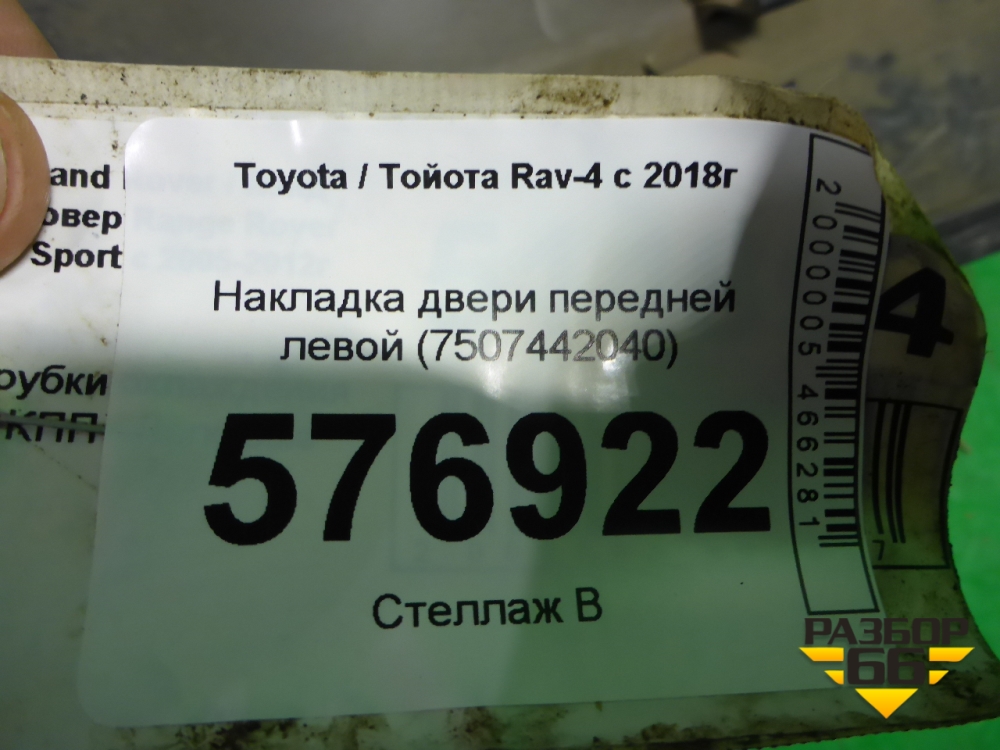 Toyota / Тойота Rav-4 с 2018г
Накладка двери передней
левой (7507442040)
576922
Стеллаж В
2000005466281
and
овер
Sport
рубки
КПП
4
7
РАЗБОР
66